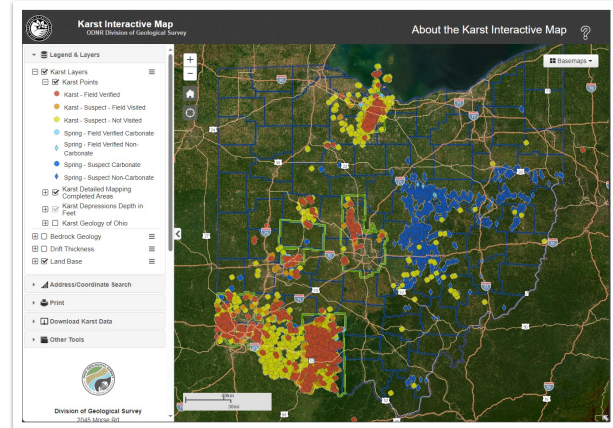 Karst Interactive Map
ODNR Division of Geological Survey
About the Karst Interactive Map
Legend & Layers
Karst Layers
Karst Points
Karst - Field Verified
Karst - Suspect - Field Visited
Karst - Suspect - Not Visited
Spring - Field Verified Carbonate
Spring - Field Verified Non-
Carbonate
Spring - Suspect Carbonate
Spring - Suspect Non-Carbonate
Karst Detailed Mapping
Completed Areas
Karst Depressions Depth in
Feet
Karst Geology of Ohio
Bedrock Geology
Drift Thickness
Land Base
Address/Coordinate Search
Print
Download Karst Data
Other Tools
Division of Geological Survey
2045 Morse Rd
Basemaps